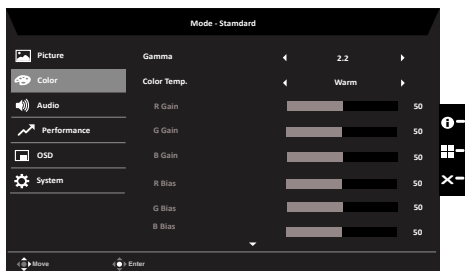 Mode - Standard
Picture
Gamma 2.2
Color
Color Temp. Warm
Audio
R Gain 50
Performance
G Gain 50
OSD
B Gain 50
System
R Bias 50
G Bias 50
B Bias 50
Move Enter